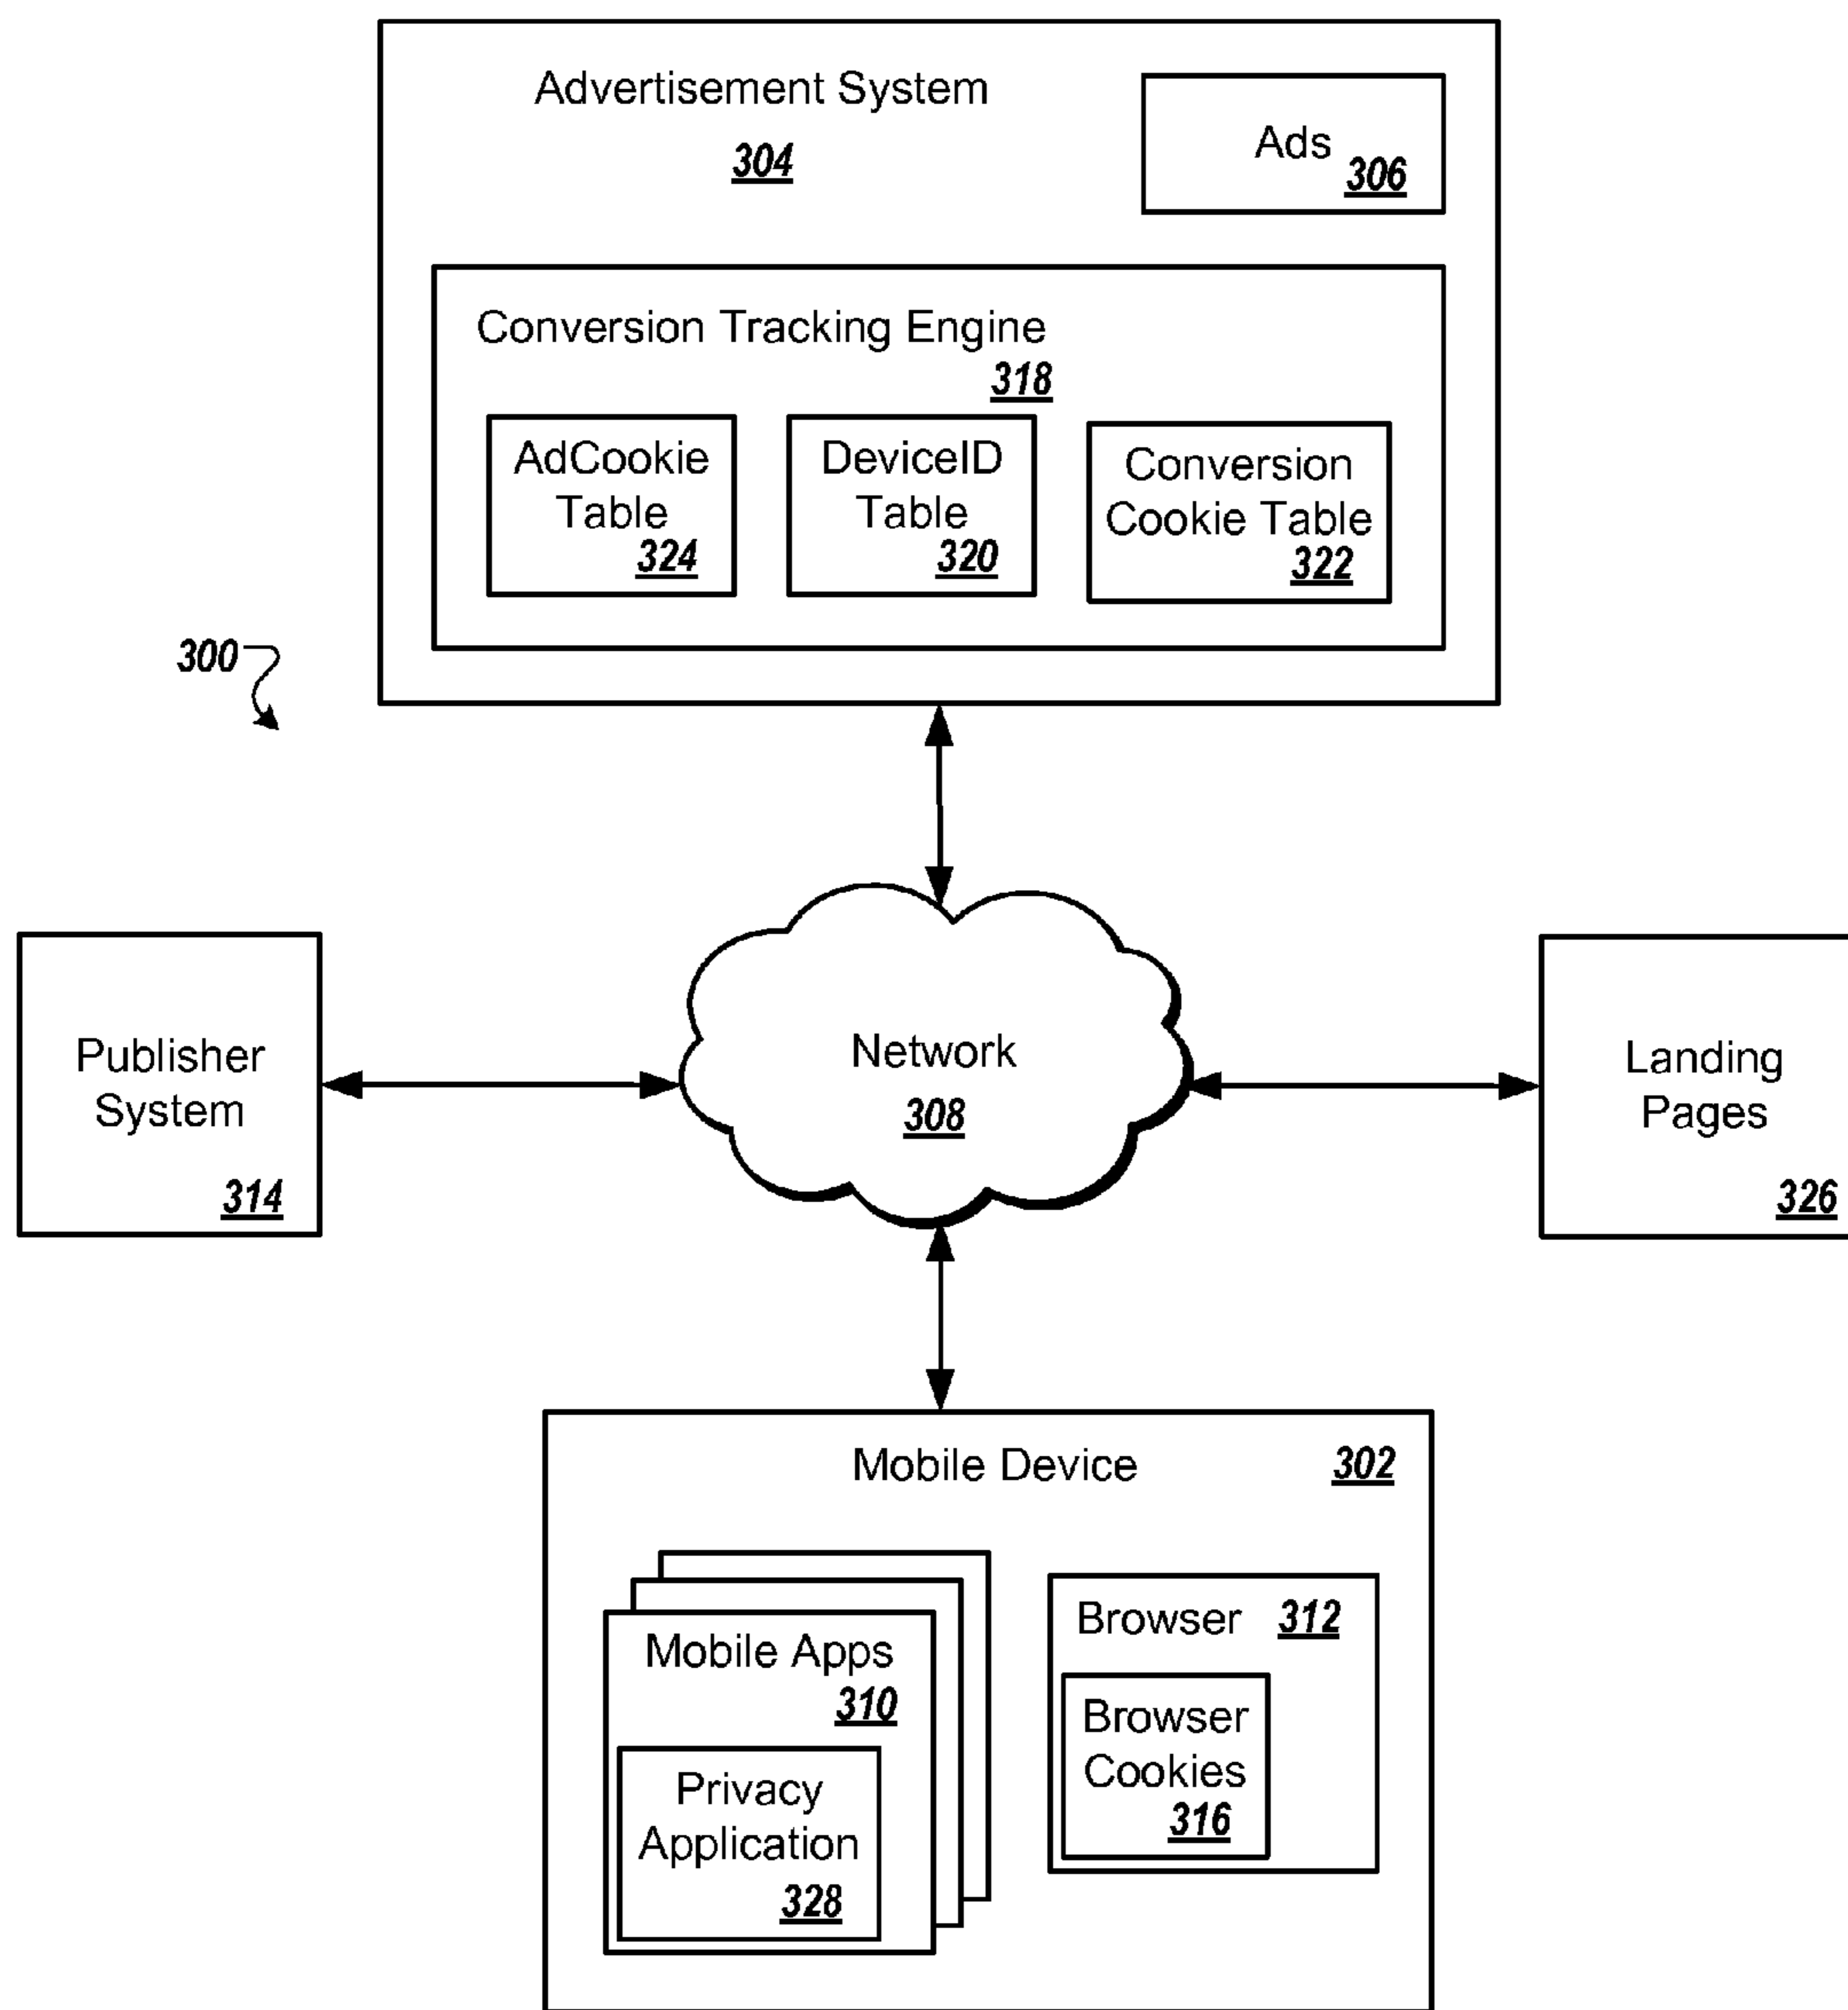 Advertisement System
304
Ads
306
Conversion Tracking Engine
318
AdCookie
Table
324
DeviceID
Table
320
Conversion
Cookie Table
322
300
Publisher
System
314
Network
308
Landing
Pages
326
Mobile Device
302
Mobile Apps
310
Privacy
Application
328
Browser 312
Browser
Cookies
316